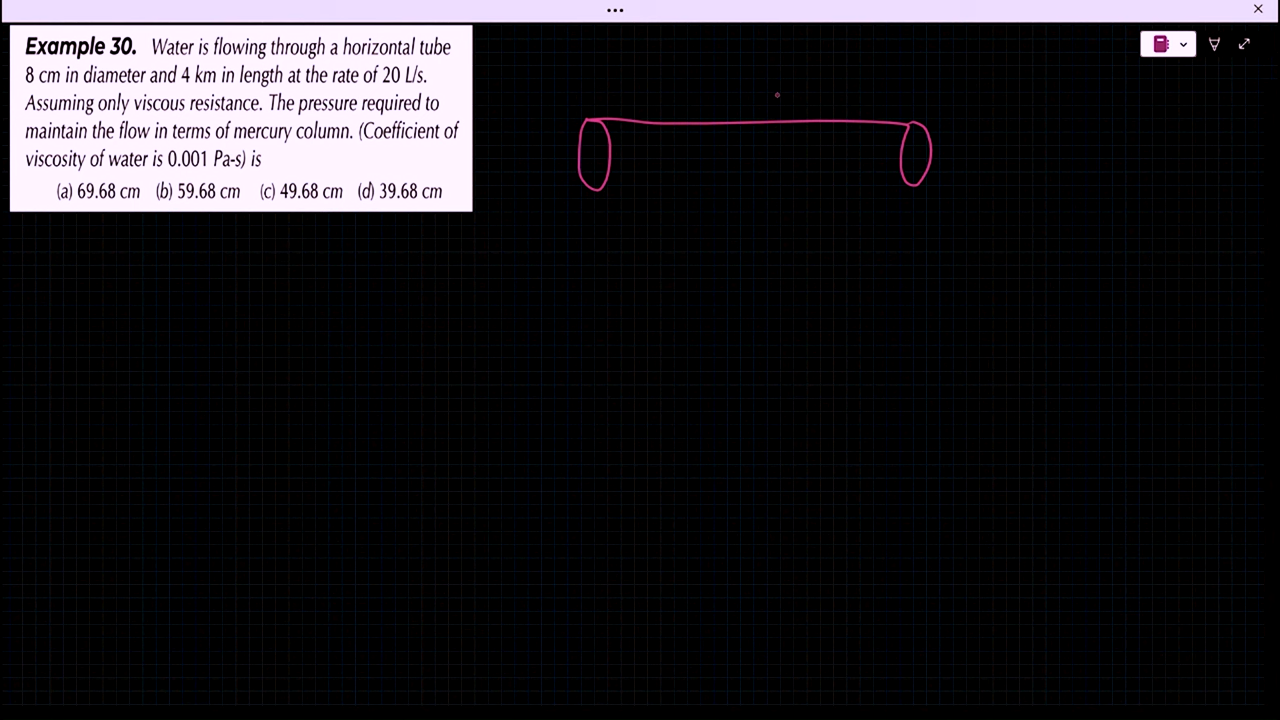 Example 30. Water is flowing through a horizontal tube
8 cm in diameter and 4 km in length at the rate of 20 L/s.
Assuming only viscous resistance. The pressure required to
maintain the flow in terms of mercury column. (Coefficient of
viscosity of water is 0.001 Pa-s) is
(a) 69.68 cm (b) 59.68 cm (c) 49.68 cm (d) 39.68 cm